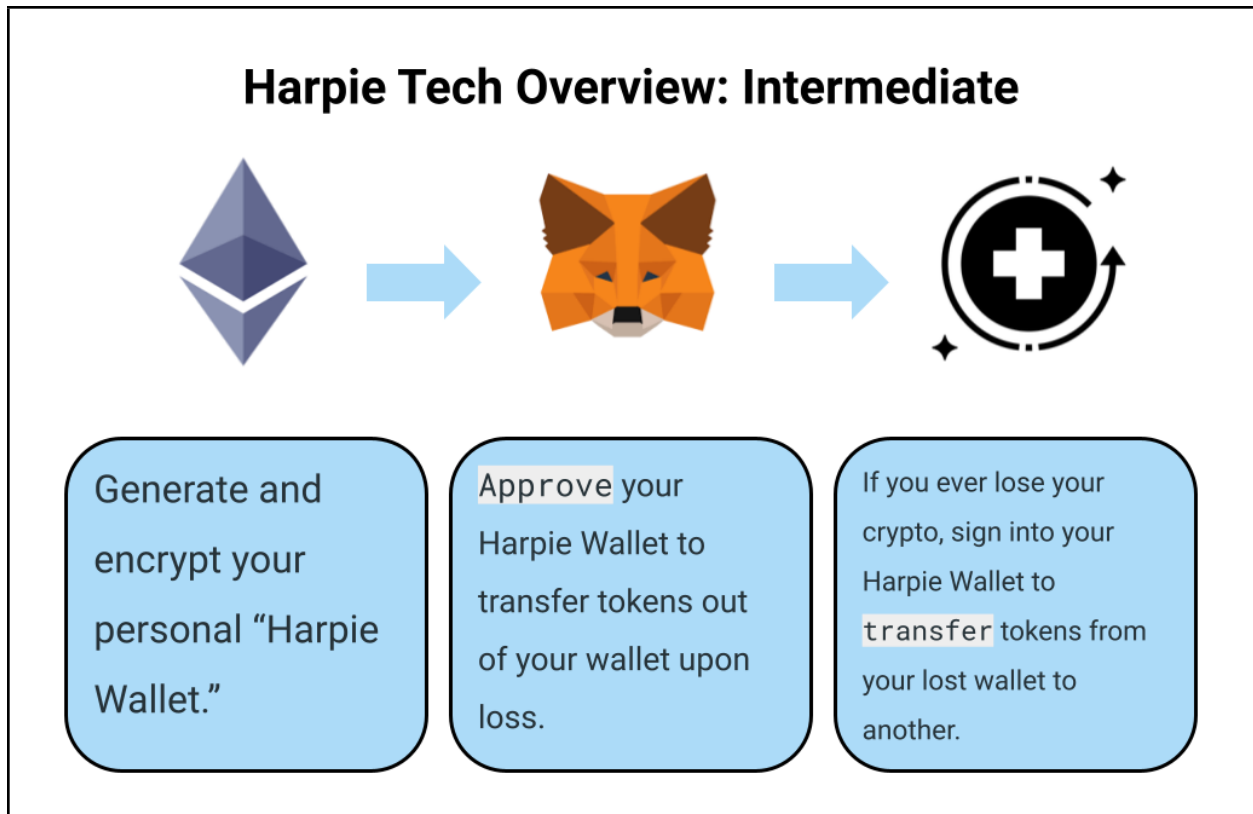 Harpie Tech Overview: Intermediate
Generate and
encrypt your
personal “Harpie
Wallet.”
Approve your
Harpie Wallet to
transfer tokens out
of your wallet upon
loss.
If you ever lose your
crypto, sign into your
Harpie Wallet to
transfer tokens from
your lost wallet to
another.